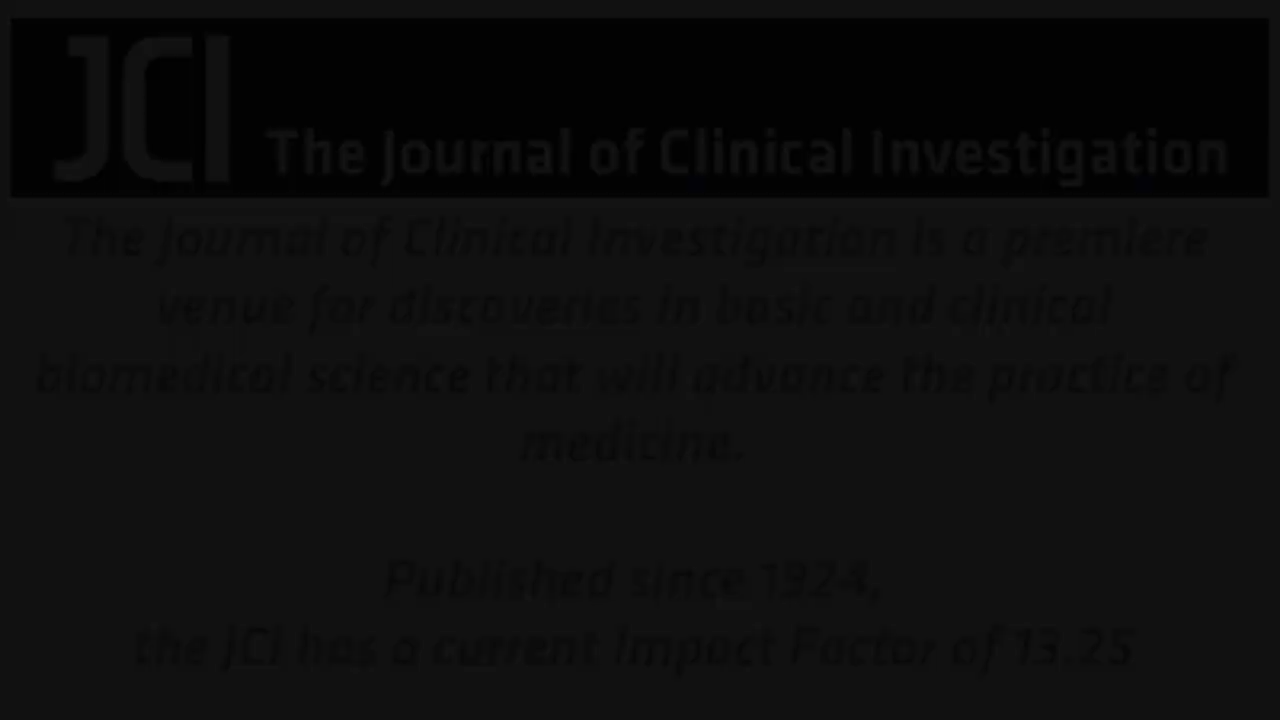 JCI The Journal of Clinical Investigation
The Journal of Clinical Investigation is a premiere
venue for discoveries in basic and clinical
biomedical science that will advance the practice of
medicine.
Published since 1924,
the JCI has a current Impact Factor of 13.25